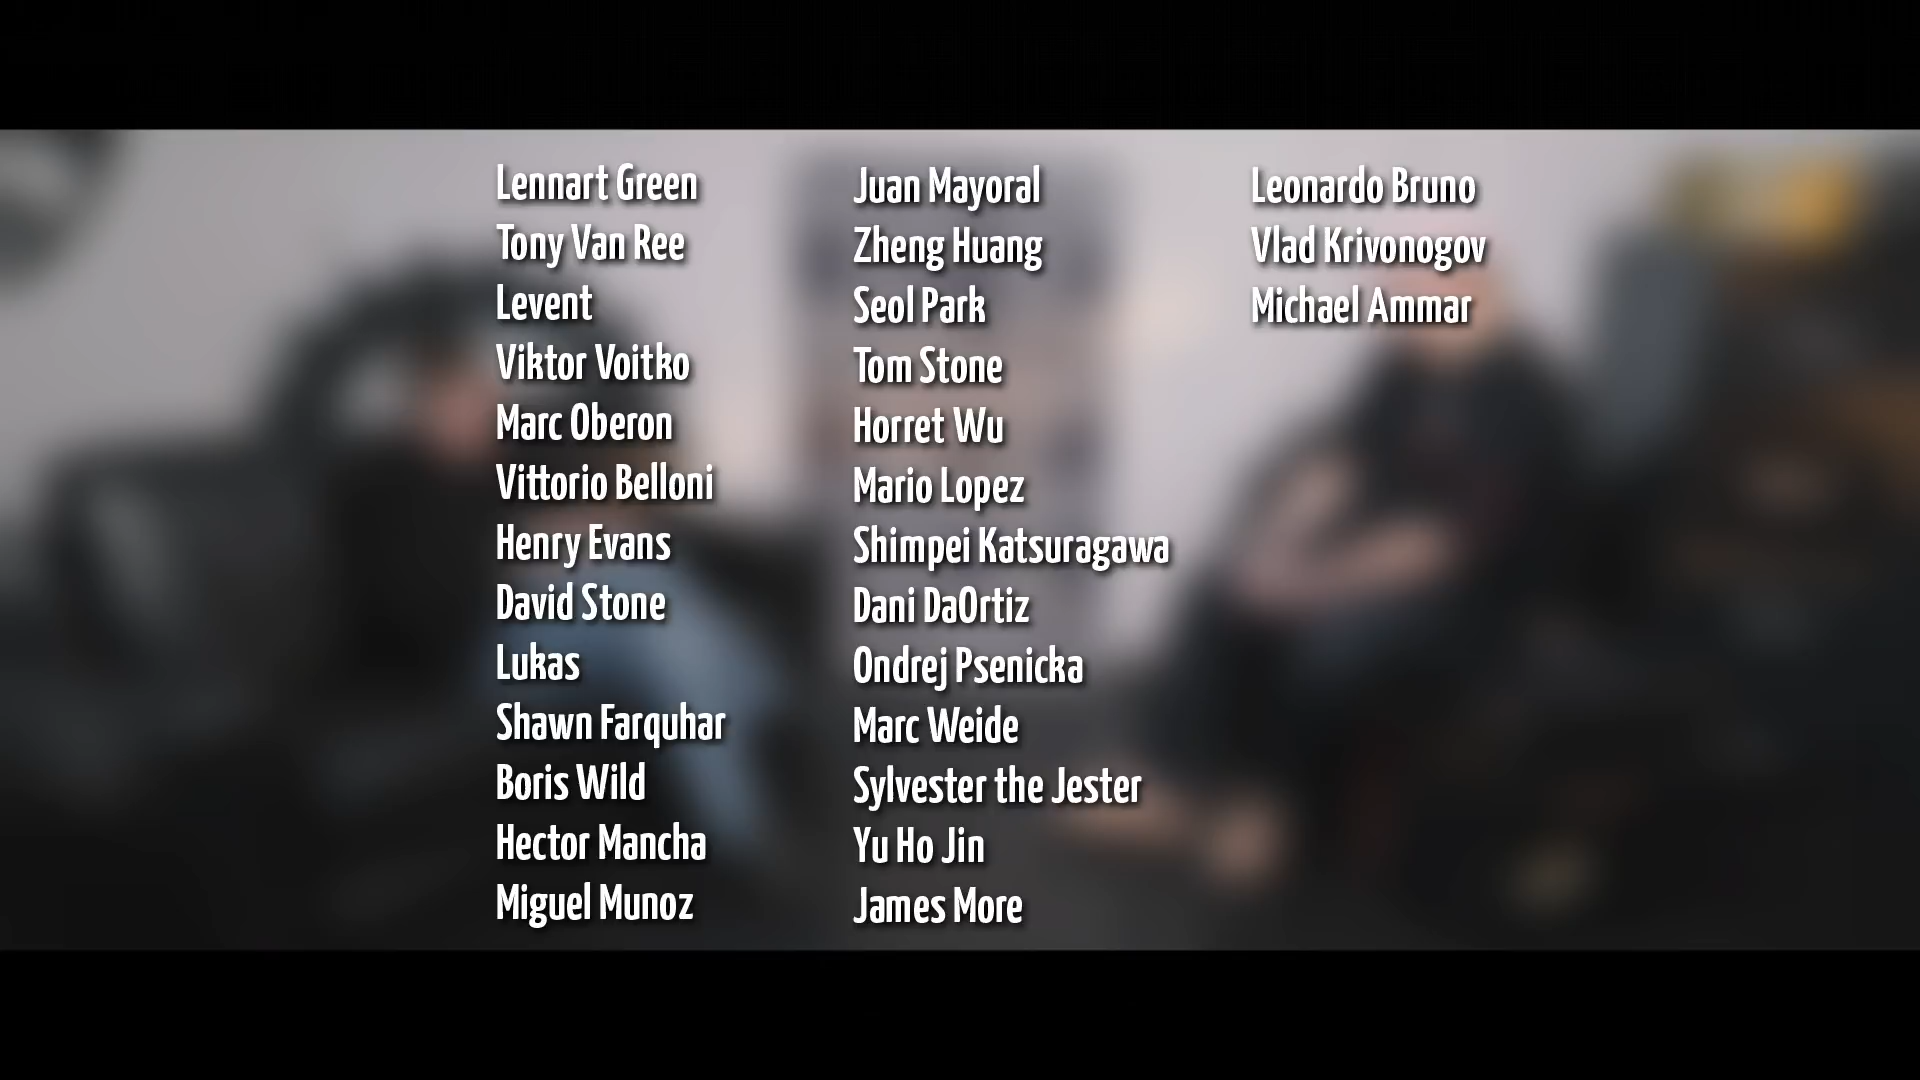 Lennart Green
Tony Van Ree
Levent
Viktor Voitko
Marc Oberon
Vittorio Belloni
Henry Evans
David Stone
Lukas
Shawn Farquhar
Boris Wild
Hector Mancha
Miguel Munoz
Juan Mayoral
Zheng Huang
Seol Park
Tom Stone
Horret Wu
Mario Lopez
Shimpei Katsuragawa
Dani DaOrtiz
Ondrej Psenicka
Marc Weide
Sylvester the Jester
Yu Ho Jin
James More
Leonardo Bruno
Vlad Krivonogov
Michael Ammar